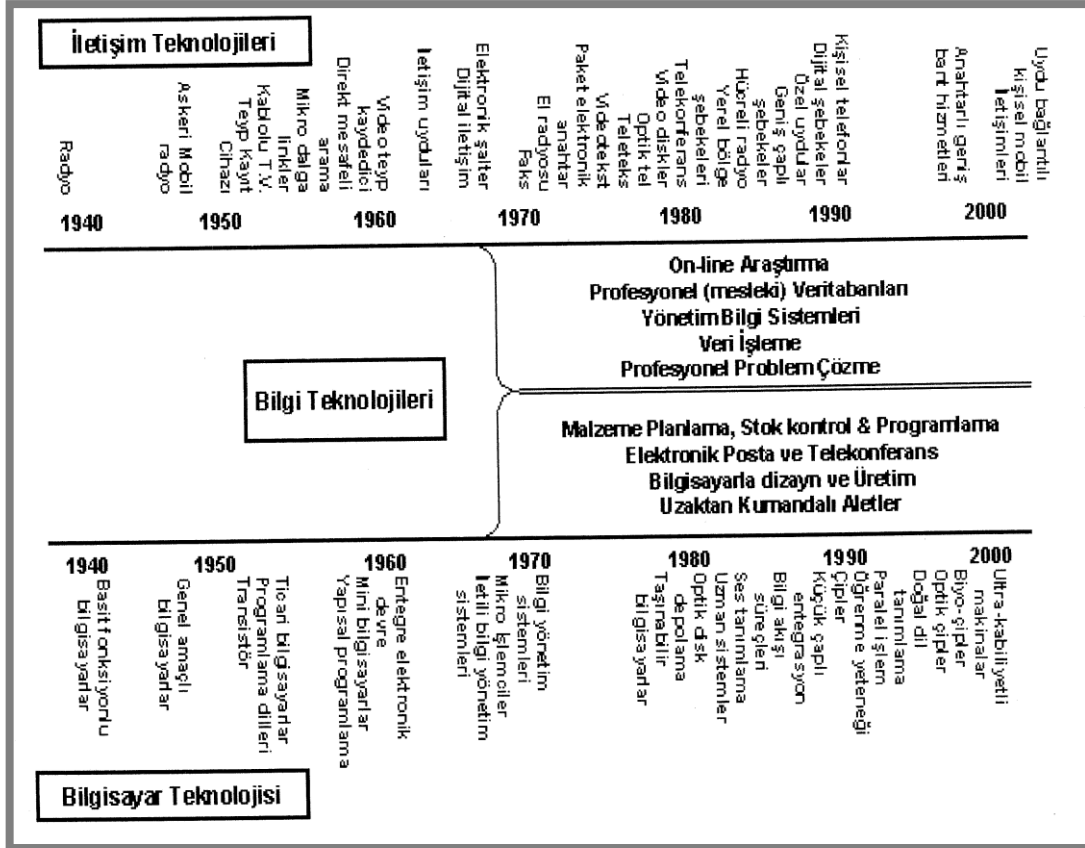 İletişim Teknolojileri
Radyo
Askeri Mobil
radyo
Teyp Kayıt
Cihazı
Kablolu T.V.
Mikro dalga
linkler
Direkt mesafeli
arama
Video teyp
kaydedici
İletişim uyduları
Elektronik şalter
Dijital iletişim
El radyosu
Faks
Paket elektronik
anahtar
Videotekst
Teleteks
Optik tel
Video diskler
Telekonferans
şebekeleri
Yerel bölge
Hücreli radyo
şebekeler
Geniş çaplı
Özel uydular
Dijital şebekeler
Kişisel telefonlar
Anahtarlı geniş
bant hizmetleri
Uydu bağlantılı
kişisel mobil
iletişimleri
1940 1950 1960 1970 1980 1990 2000
On-line Araştırma
Profesyonel (mesleki) Veritabanları
Yönetim Bilgi Sistemleri
Veri İşleme
Profesyonel Problem Çözme
Bilgi Teknolojileri
Malzeme Planlama, Stok kontrol & Programlama
Elektronik Posta ve Telekonferans
Bilgisayarla dizayn ve Üretim
Uzaktan Kumandalı Aletler
1940 1950 1960 1970 1980 1990 2000
Basit fonksiyonlu
bilgisayarlar
Genel amaçlı
bilgisayarlar
Transistör
Programlama dilleri
Ticari bilgisayarlar
Yapısal programlama
Mini bilgisayarlar
Entegre elektronik
devre
İletili bilgi yönetim
sistemleri
Mikro İşlemciler
Bilgi yönetim
sistemleri
Taşınabilir
bilgisayarlar
Optik disk
depolama
Uzman sistemler
Ses tanımlama
Bilgi akışı
süreçleri
Küçük çaplı
entegrasyon
Çipler
Öğrenme yeteneği
Paralel işlem
Doğal dil
tanımlama
Optik çipler
Biyo-çipler
Ultra-kabiliyetli
makinalar
Bilgisayar Teknolojisi